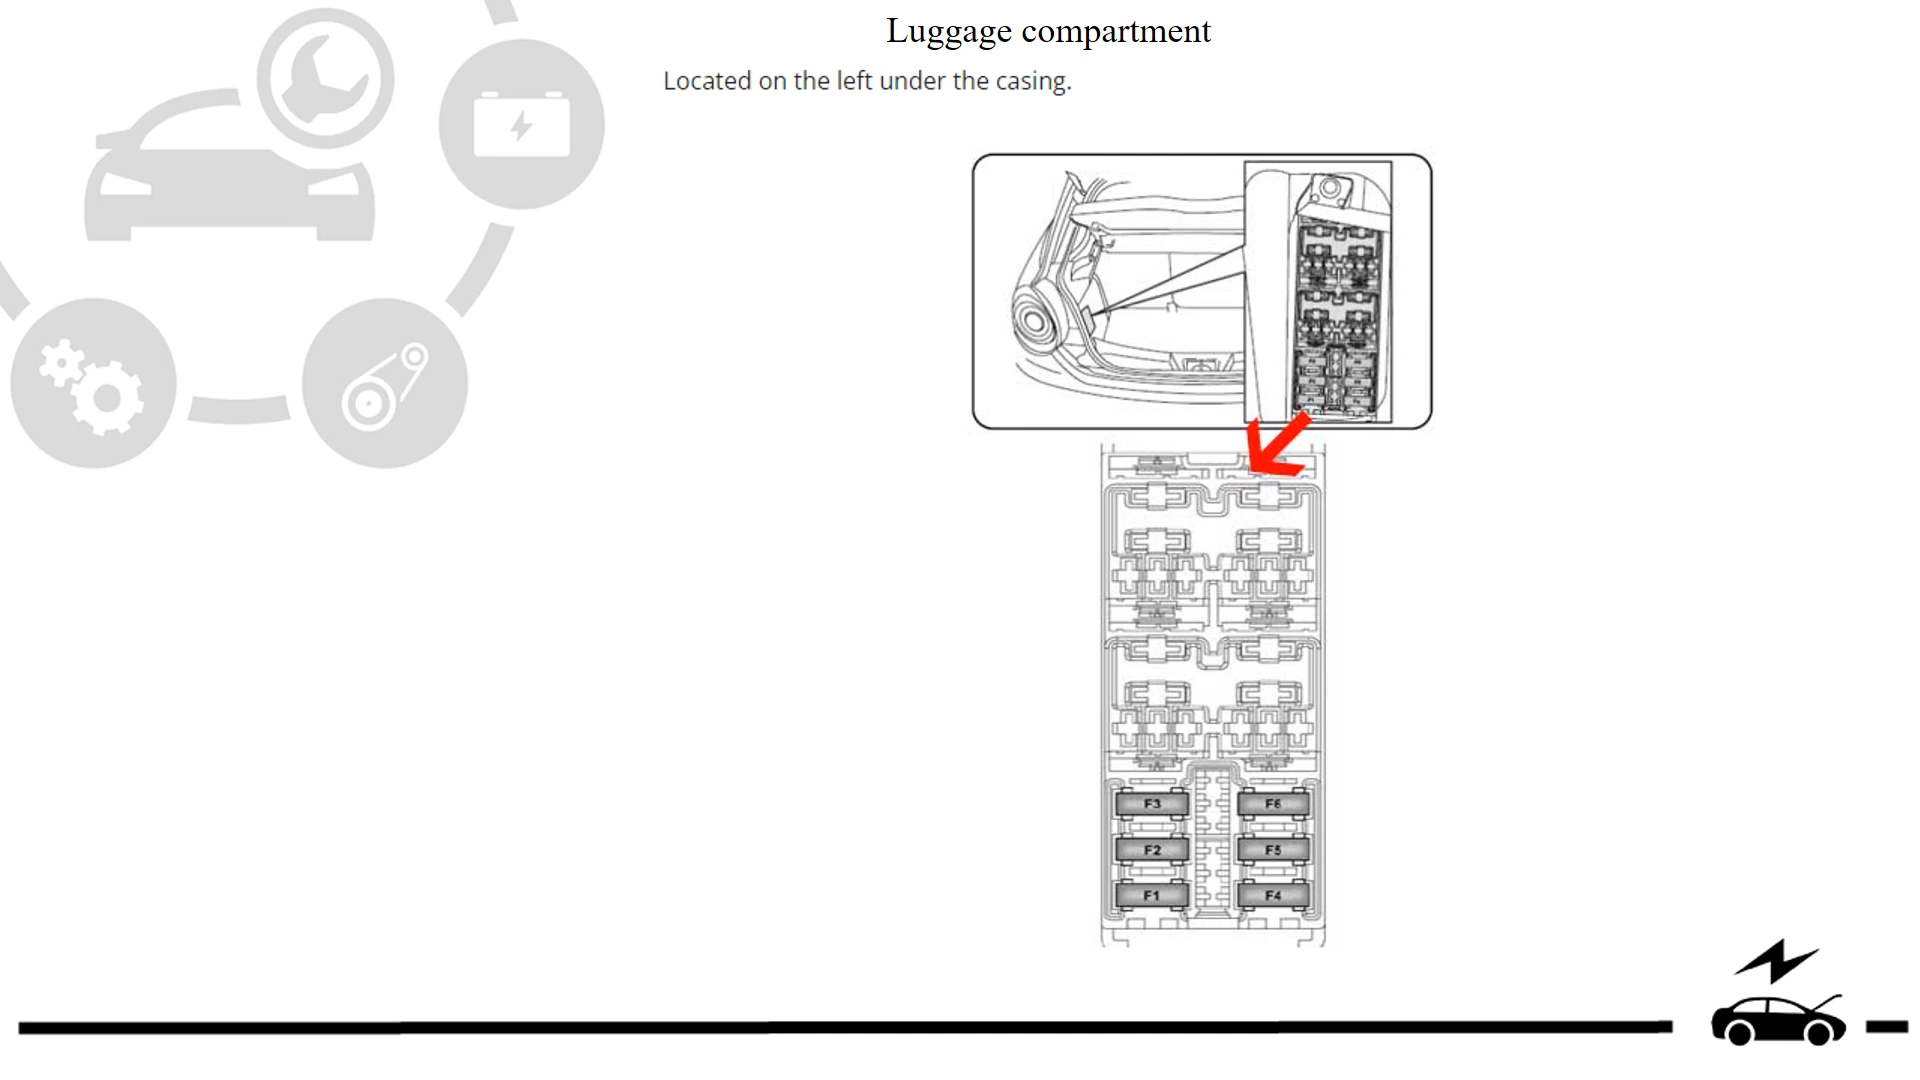 Luggage compartment
Located on the left under the casing.
F3 F6
F2 F5
F1 F4